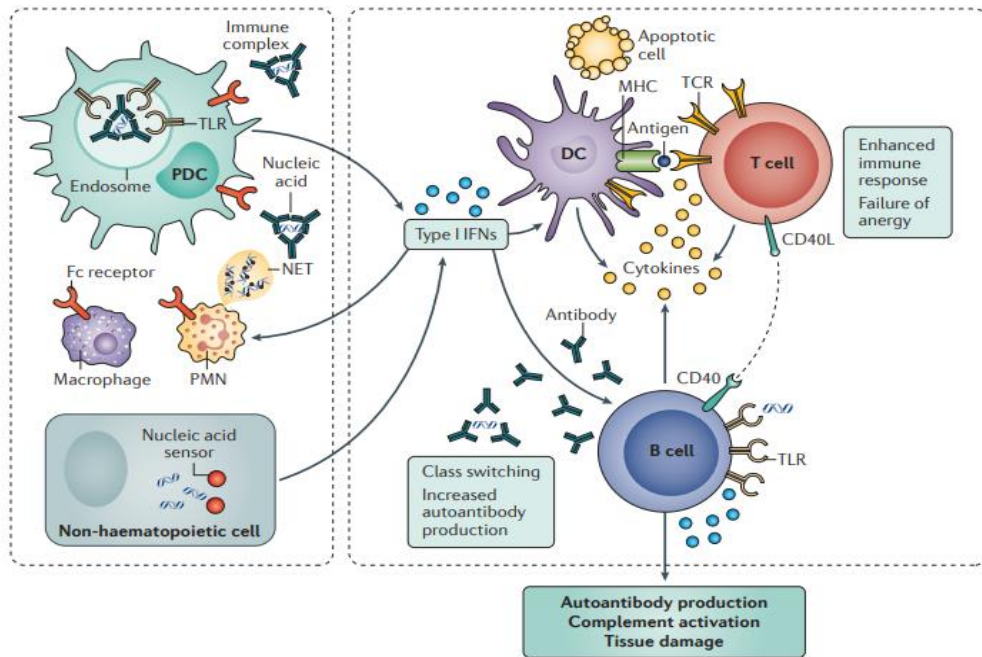 Immune
complex
TLR
Endosome
PDC
Nucleic
acid
Fc receptor
NET
Macrophage
PMN
Nucleic acid
sensor
Non-haematopoietic cell
Type I IFNs
Apoptotic
cell
MHC
TCR
Antigen
DC
T cell
Enhanced
immune
response
Failure of
anergy
CD40L
Cytokines
Antibody
CD40
B cell
TLR
Class switching
Increased
autoantibody
production
Autoantibody production
Complement activation
Tissue damage